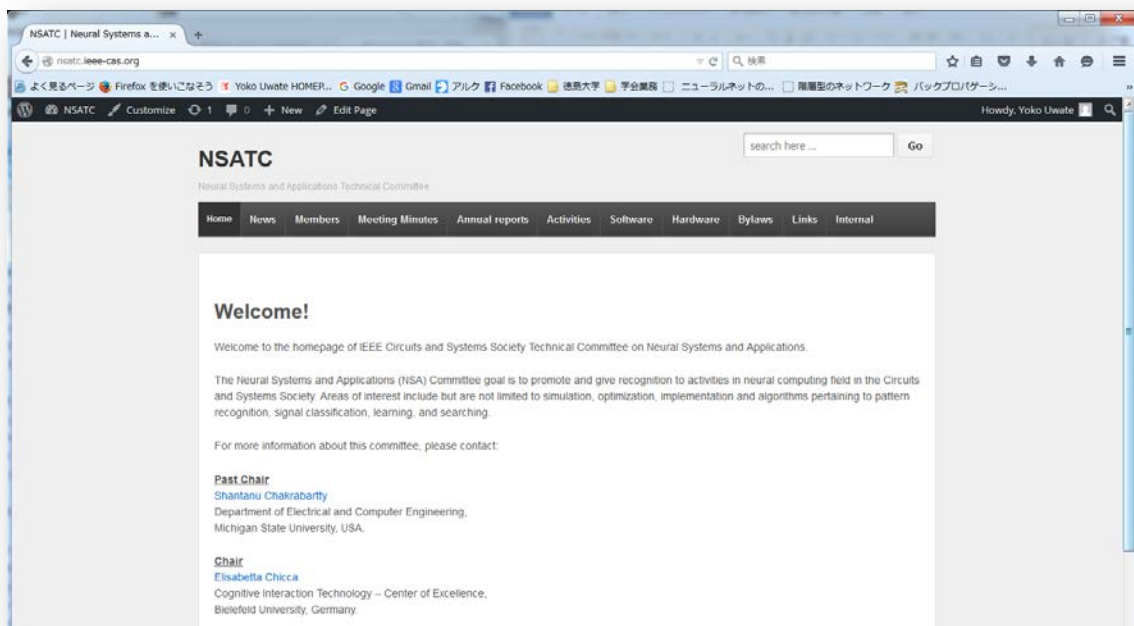 NSATC | Neural Systems a... × +
nsatc.ieee-cas.org 検索
よく見るページ Firefox を使いこなそう Yoko Uwate HOMEP... Google Gmail アルク Facebook 徳島大学 学会業務 ニューラルネットの... 階層型のネットワーク バックプロパゲーシ... »
NSATC Customize 1 0 + New Edit Page Howdy, Yoko Uwate
search here ... Go
NSATC
Neural Systems and Applications Technical Committee
Home News Members Meeting Minutes Annual reports Activities Software Hardware Bylaws Links Internal
Welcome!
Welcome to the homepage of IEEE Circuits and Systems Society Technical Committee on Neural Systems and Applications.
The Neural Systems and Applications (NSA) Committee goal is to promote and give recognition to activities in neural computing field in the Circuits
and Systems Society. Areas of interest include but are not limited to simulation, optimization, implementation and algorithms pertaining to pattern
recognition, signal classification, learning, and searching.
For more information about this committee, please contact:
Past Chair
Shantanu Chakrabartty
Department of Electrical and Computer Engineering,
Michigan State University, USA.
Chair
Elisabetta Chicca
Cognitive Interaction Technology – Center of Excellence,
Bielefeld University, Germany.